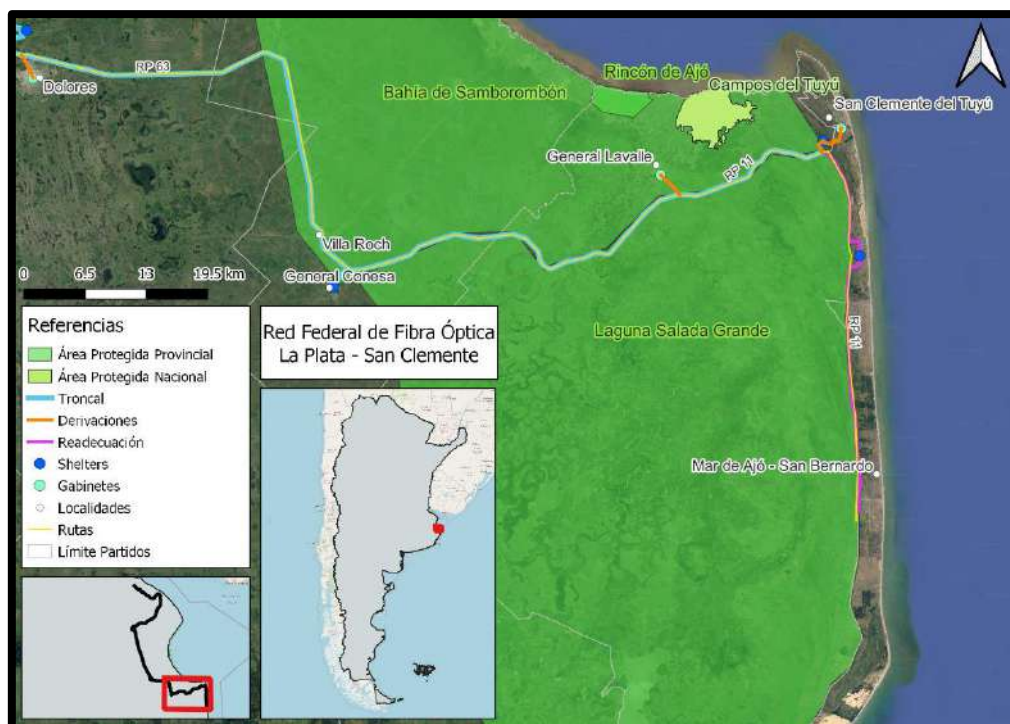 RP 63
Dolores
Bahía de Samborombón
Rincón de Ajó
Campos del Tuyú
San Clemente del Tuyú
General Lavalle
RP 11
Villa Roch
General Conesa
0 6.5 13 19.5 km
Laguna Salada Grande
RP 11
Mar de Ajó - San Bernardo
Referencias
Área Protegida Provincial
Área Protegida Nacional
Troncal
Derivaciones
Readecuación
Shelters
Gabinetes
Localidades
Rutas
Límite Partidos
Red Federal de Fibra Óptica
La Plata - San Clemente